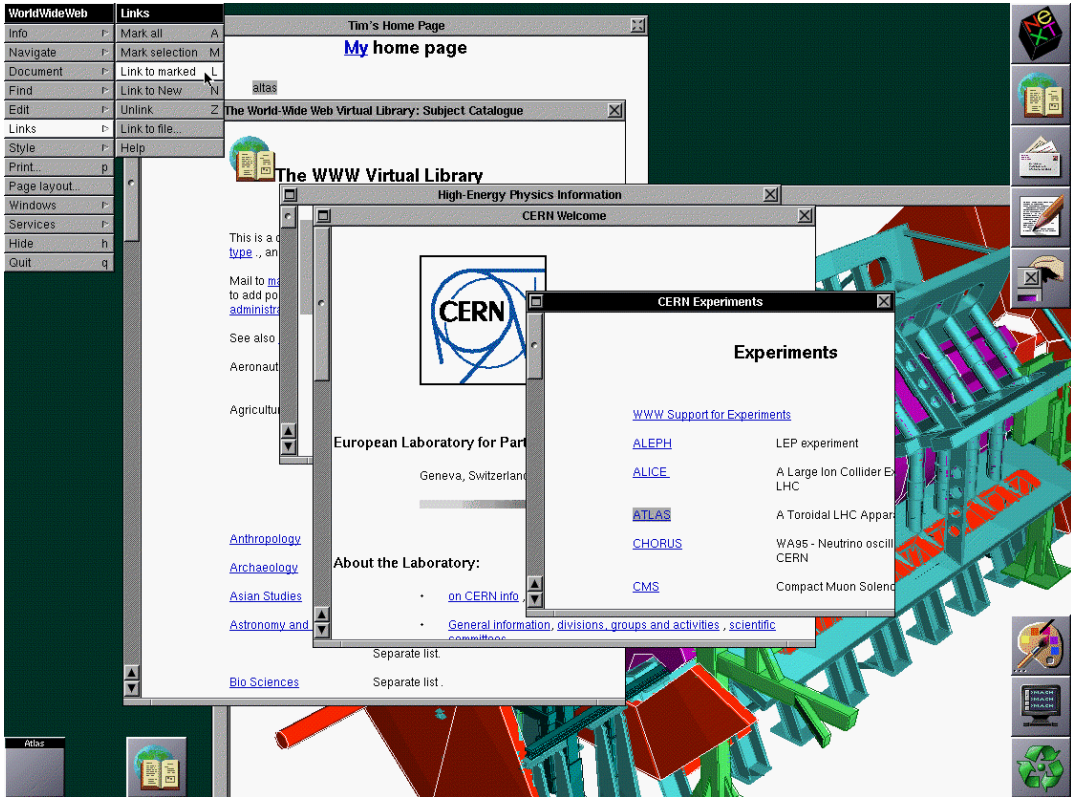 WorldWideWeb
Info
Navigate
Document
Find
Edit
Links
Style
Print... p
Page layout...
Windows
Services
Hide h
Quit q
Links
Mark all A
Mark selection M
Link to marked L
Link to New N
Unlink Z
Link to file...
Help
Tim's Home Page
My home page
altas
The World-Wide Web Virtual Library: Subject Catalogue
The WWW Virtual Library
This is a
type ., an
Mail to
to add po
administra
See also
Aeronaut
Agricultur
Anthropology
Archaeology
Asian Studies
Astronomy and
Separate list.
Bio Sciences Separate list .
High-Energy Physics Information
CERN Welcome
CERN
European Laboratory for Part
Geneva, Switzerland
About the Laboratory:
· on CERN info ,
· General information, divisions, groups and activities , scientific
committees
CERN Experiments
Experiments
WWW Support for Experiments
ALEPH LEP experiment
ALICE A Large Ion Collider Ex
LHC
ATLAS A Toroidal LHC Appara
CHORUS WA95 - Neutrino oscill
CERN
CMS Compact Muon Soleno
NeXT
Atlas